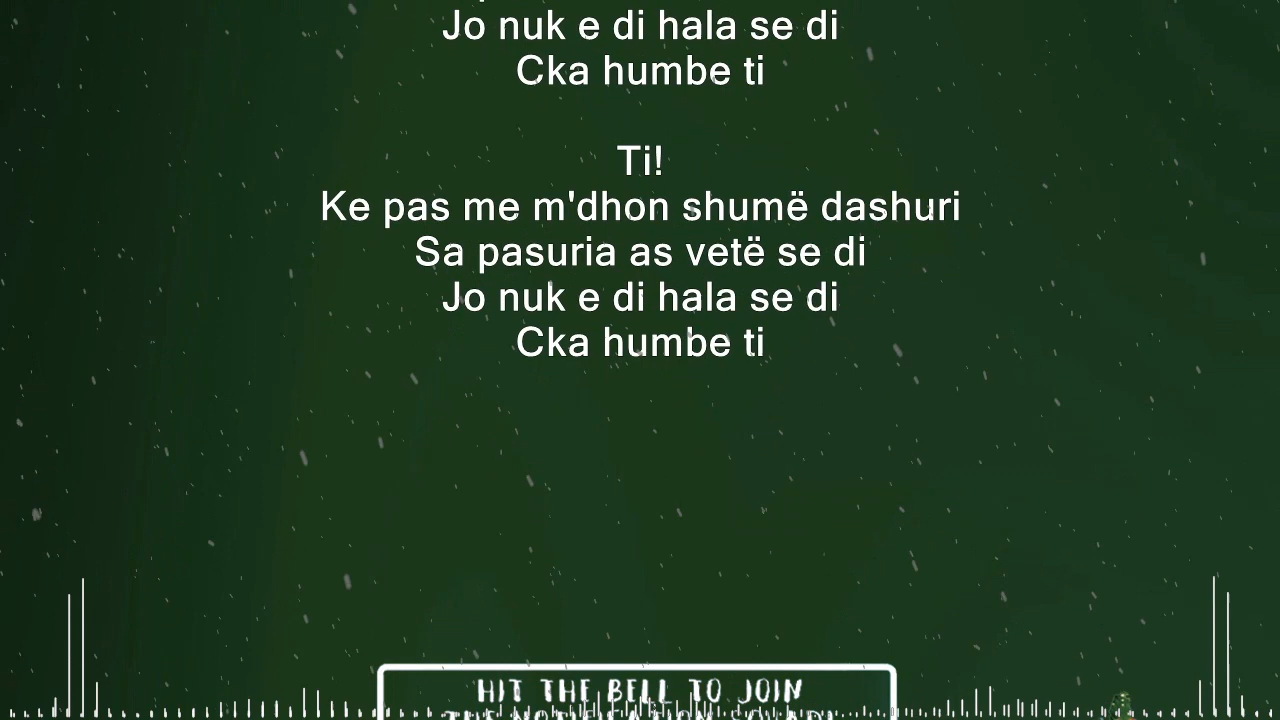 Jo nuk e di hala se di
Cka humbe ti
Ti!
Ke pas me m'dhon shumë dashuri
Sa pasuria as vetë se di
Jo nuk e di hala se di
Cka humbe ti
HIT THE BELL TO JOIN